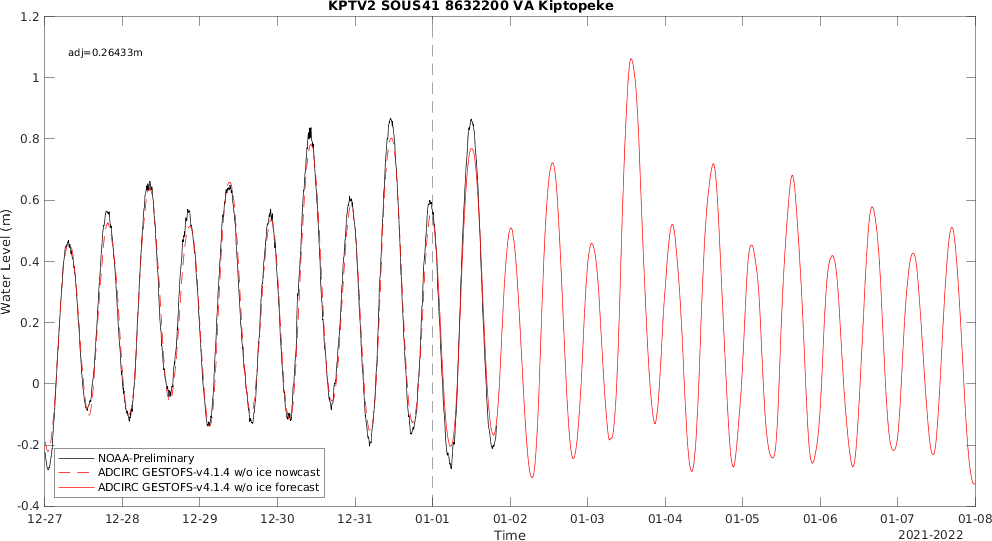 KPTV2 SOUS41 8632200 VA Kiptopeke
adj=0.26433m
1.2
1
0.8
0.6
0.4
0.2
0
-0.2
-0.4
Water Level (m)
NOAA-Preliminary
ADCIRC GESTOFS-v4.1.4 w/o ice nowcast
ADCIRC GESTOFS-v4.1.4 w/o ice forecast
12-27 12-28 12-29 12-30 12-31 01-01 01-02 01-03 01-04 01-05 01-06 01-07 01-08
Time
2021-2022